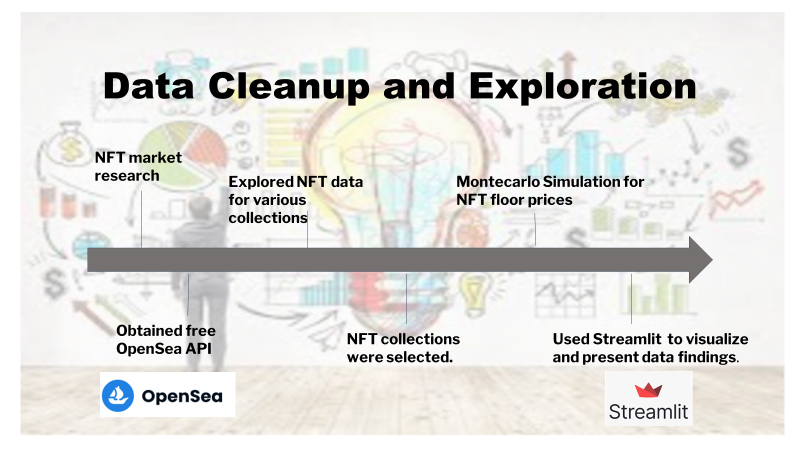 Data Cleanup and Exploration
NFT market
research
Explored NFT data
for various
collections
Montecarlo Simulation for
NFT floor prices
Obtained free
OpenSea API
NFT collections
were selected.
Used Streamlit to visualize
and present data findings.
OpenSea
Streamlit